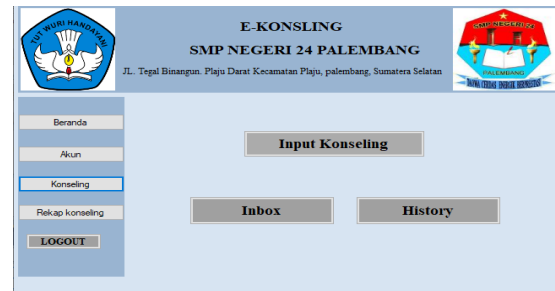 TUT WURI HANDAYANI
E-KONSLING
SMP NEGERI 24 PALEMBANG
JL. Tegal Binangun. Plaju Darat Kecamatan Plaju, palembang, Sumatera Selatan
SMP NEGERI 24
PALEMBANG
Beranda
Akun
Konseling
Rekap konseling
LOGOUT
Input Konseling
Inbox
History